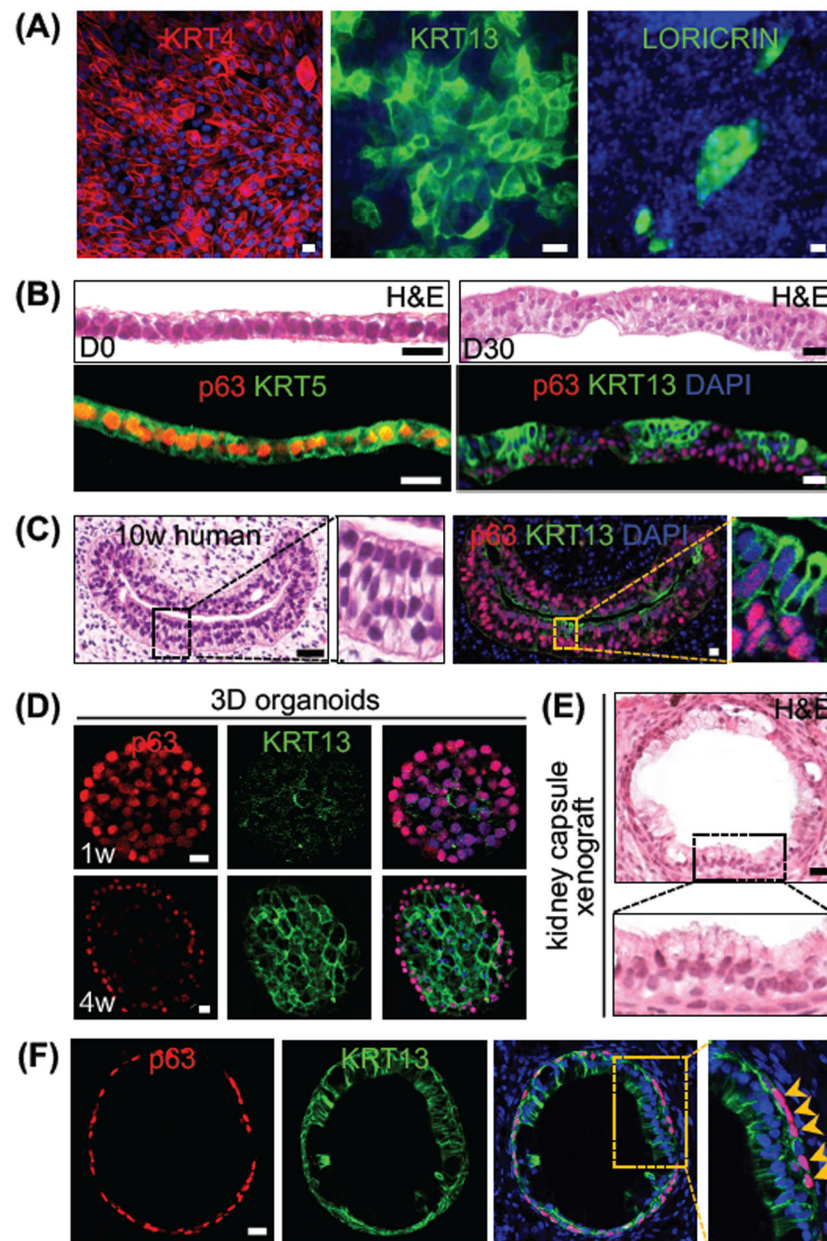 (A)
KRT4
KRT13
LORICRIN
(B)
H&E
D0
H&E
D30
p63 KRT5
p63 KRT13 DAPI
(C)
10w human
p63 KRT13 DAPI
(D)
3D organoids
p63
KRT13
1w
4w
(E)
H&E
kidney capsule
xenograft
(F)
p63
KRT13